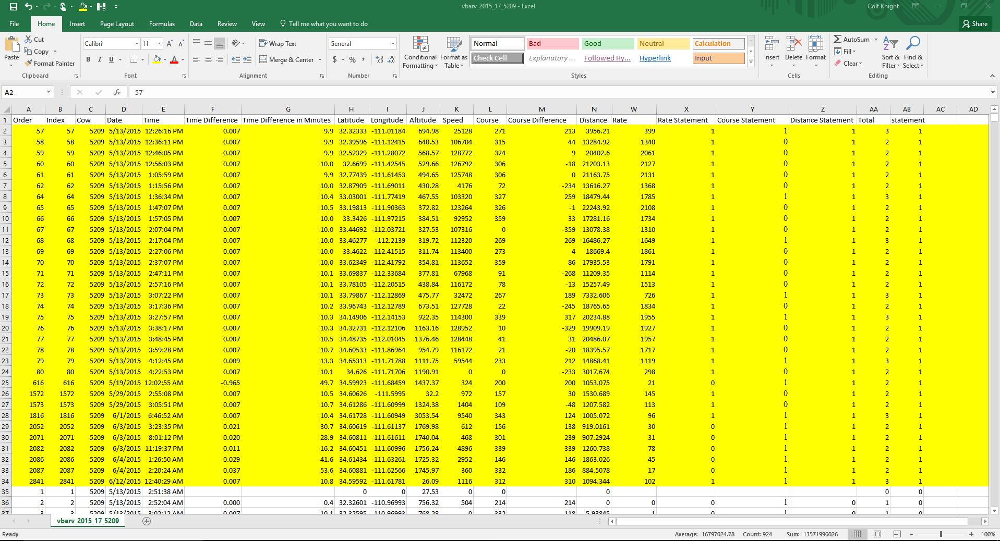 vbarv_2015_17_5209 - Excel Colt Knight
File Home Insert Page Layout Formulas Data Review View Tell me what you want to do Share
Cut
Copy
Format Painter
Paste
Clipboard
Calibri 11
B I U
Font
Wrap Text
Merge & Center
Alignment
General
$ % ,
Number
Conditional Formatting
Format as Table
Normal Bad Good Neutral Calculation
Check Cell Explanatory ... Followed Hy... Hyperlink Input
Styles
Insert Delete Format
Cells
AutoSum
Fill
Clear
Sort & Filter
Find & Select
Editing
A2 fx 57
A B C D E F G H I J K L M N W X Y Z AA AB AC AD
1 Order Index Cow Date Time Time Difference Time Difference in Minutes Latitude Longitude Altitude Speed Course Course Difference Distance Rate Rate Statement Course Statement Distance Statement Total statement
2 57 57 5209 5/13/2015 12:26:16 PM 0.007 9.9 32.32333 -111.01184 694.98 25128 271 213 3956.21 399 1 1 1 3 1
3 58 58 5209 5/13/2015 12:36:11 PM 0.007 9.9 32.39596 -111.12415 640.53 106704 315 44 13284.92 1340 1 0 1 2 1
4 59 59 5209 5/13/2015 12:46:05 PM 0.007 9.9 32.52329 -111.28072 568.57 128772 324 9 20402.6 2061 1 0 1 2 1
5 60 60 5209 5/13/2015 12:56:03 PM 0.007 10.0 32.6699 -111.42545 529.66 126792 306 -18 21203.13 2127 1 0 1 2 1
6 61 61 5209 5/13/2015 1:05:59 PM 0.007 9.9 32.77439 -111.61453 494.65 125748 306 0 21163.75 2131 1 0 1 2 1
7 62 62 5209 5/13/2015 1:15:56 PM 0.007 10.0 32.87909 -111.69011 430.28 4176 72 -234 13616.27 1368 1 0 1 2 1
8 64 64 5209 5/13/2015 1:36:34 PM 0.007 10.4 33.03001 -111.77419 467.55 103320 327 259 18479.44 1785 1 1 1 3 1
9 65 65 5209 5/13/2015 1:47:07 PM 0.007 10.5 33.19813 -111.90363 372.82 123264 326 -1 22243.92 2108 1 0 1 2 1
10 66 66 5209 5/13/2015 1:57:05 PM 0.007 10.0 33.3426 -111.97215 384.51 92952 359 33 17281.16 1734 1 0 1 2 1
11 67 67 5209 5/13/2015 2:07:04 PM 0.007 10.0 33.44692 -112.03721 327.53 107316 0 -359 13078.38 1310 1 0 1 2 1
12 68 68 5209 5/13/2015 2:17:04 PM 0.007 10.0 33.46277 -112.2139 319.72 112320 269 269 16486.27 1649 1 1 1 3 1
13 69 69 5209 5/13/2015 2:27:06 PM 0.007 10.0 33.4622 -112.41515 311.74 113400 273 4 18669.4 1861 1 0 1 2 1
14 70 70 5209 5/13/2015 2:37:07 PM 0.007 10.0 33.62349 -112.41792 354.81 113652 359 86 17935.53 1791 1 0 1 2 1
15 71 71 5209 5/13/2015 2:47:11 PM 0.007 10.1 33.69837 -112.33684 377.81 67968 91 -268 11209.35 1114 1 0 1 2 1
16 72 72 5209 5/13/2015 2:57:16 PM 0.007 10.1 33.78105 -112.20515 438.84 116172 78 -13 15257.49 1513 1 0 1 2 1
17 73 73 5209 5/13/2015 3:07:22 PM 0.007 10.1 33.79867 -112.12869 475.77 32472 267 189 7332.606 726 1 1 1 3 1
18 74 74 5209 5/13/2015 3:17:36 PM 0.007 10.2 33.96743 -112.12789 673.51 127728 22 -245 18765.65 1834 1 0 1 2 1
19 75 75 5209 5/13/2015 3:27:57 PM 0.007 10.3 34.14906 -112.14153 922.35 114300 339 317 20234.88 1955 1 1 1 3 1
20 76 76 5209 5/13/2015 3:38:17 PM 0.007 10.3 34.32731 -112.12106 1163.16 128952 10 -329 19909.19 1927 1 0 1 2 1
21 77 77 5209 5/13/2015 3:48:45 PM 0.007 10.5 34.48735 -112.01045 1376.46 128448 41 31 20486.07 1957 1 0 1 2 1
22 78 78 5209 5/13/2015 3:59:28 PM 0.007 10.7 34.60533 -111.86964 954.79 116172 21 -20 18395.57 1717 1 0 1 2 1
23 79 79 5209 5/13/2015 4:12:45 PM 0.009 13.3 34.65313 -111.71788 1111.75 59544 233 212 14868.41 1119 1 1 1 3 1
24 80 80 5209 5/13/2015 4:22:53 PM 0.007 10.1 34.626 -111.71706 1190.91 0 0 -233 3017.674 298 1 0 1 2 1
25 616 616 5209 5/19/2015 12:02:55 AM -0.965 49.7 34.59923 -111.68459 1437.37 324 200 200 1053.075 21 0 1 1 2 1
26 1572 1572 5209 5/29/2015 2:55:08 PM 0.007 10.5 34.60626 -111.5995 32.2 972 157 30 1530.689 145 1 0 1 2 1
27 1573 1573 5209 5/29/2015 3:05:51 PM 0.007 10.7 34.61286 -111.60999 1324.38 1404 109 -48 1207.582 113 1 0 1 2 1
28 1816 1816 5209 6/1/2015 6:46:52 AM 0.007 10.4 34.61728 -111.60949 3053.54 9540 343 124 1005.072 96 1 1 1 3 1
29 2052 2052 5209 6/3/2015 3:23:35 PM 0.021 30.7 34.60619 -111.61137 1769.98 612 156 138 919.0161 30 0 1 1 2 1
30 2071 2071 5209 6/3/2015 8:01:12 PM 0.020 28.9 34.60811 -111.61611 1740.04 468 301 239 907.2924 31 0 1 1 2 1
31 2082 2082 5209 6/3/2015 11:19:37 PM 0.011 16.2 34.60451 -111.60996 1756.24 4896 339 339 1260.738 78 0 1 1 2 1
32 2086 2086 5209 6/4/2015 1:26:50 AM 0.029 41.6 34.61434 -111.63261 1725.32 2952 146 146 1863.026 45 0 1 1 2 1
33 2087 2087 5209 6/4/2015 2:20:24 AM 0.037 53.6 34.60881 -111.62566 1745.97 360 332 186 884.5078 17 0 1 1 2 1
34 2841 2841 5209 6/12/2015 12:40:29 AM 0.007 10.8 34.59592 -111.61781 26.09 1116 312 310 1094.344 102 1 1 1 3 1
35 1 1 5209 5/13/2015 2:51:38 AM 0 0 27.53 0 0 0 0 0
36 2 2 5209 5/13/2015 2:52:04 AM 0.000 0.4 32.32601 -110.96993 756.32 504 214 214 0 0 0 1 0 1 0
37 3 3 5209 5/13/2015 3:02:12 AM 0.007 10.1 32.32595 -110.96993 768.28 0 332 118 5.93845 1 0 1 0 1 0
vbarv_2015_17_5209
Ready Average: -16797024.78 Count: 924 Sum: -13571996026 100%